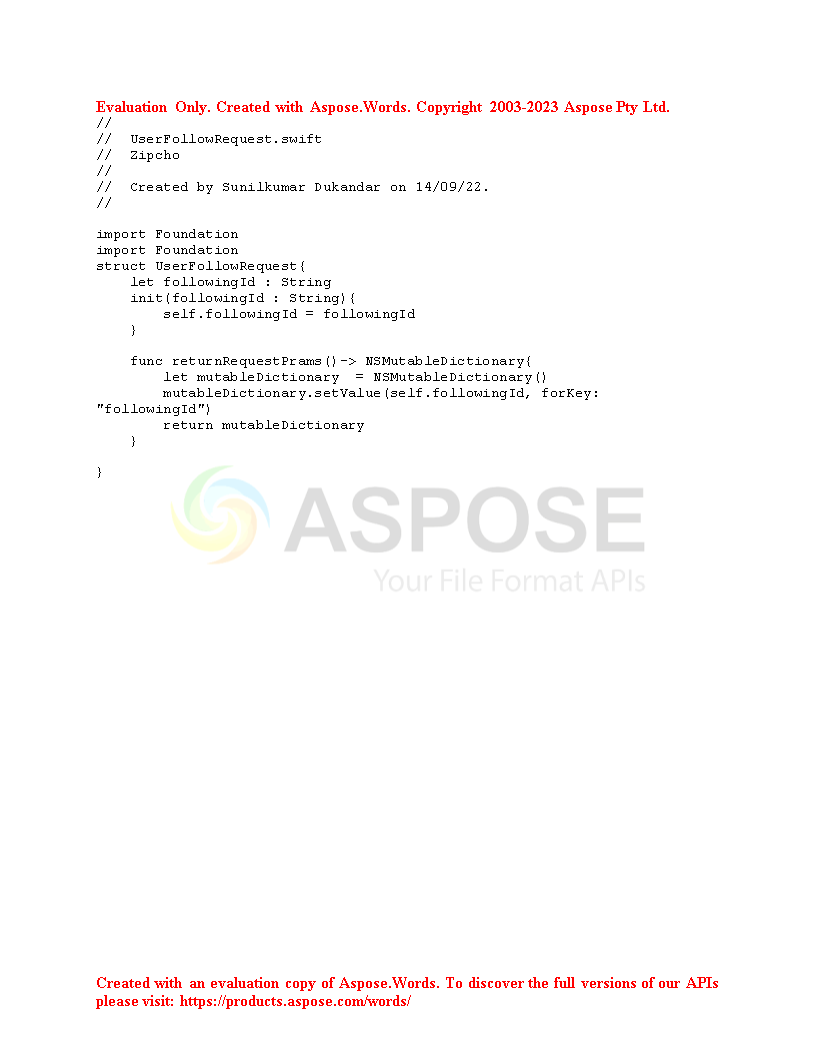 Evaluation Only. Created with Aspose.Words. Copyright 2003-2023 Aspose Pty Ltd.
//
//  UserFollowRequest.swift
//  Zipcho
//
//  Created by Sunilkumar Dukandar on 14/09/22.
//
import Foundation
import Foundation
struct UserFollowRequest{
    let followingId : String
    init(followingId : String){
        self.followingId = followingId
    }
    func returnRequestPrams()-> NSMutableDictionary{
        let mutableDictionary  = NSMutableDictionary()
        mutableDictionary.setValue(self.followingId, forKey:
"followingId")
        return mutableDictionary
    }
}
ASPOSE
Your File Format APIs
Created with an evaluation copy of Aspose.Words. To discover the full versions of our APIs
please visit: https://products.aspose.com/words/